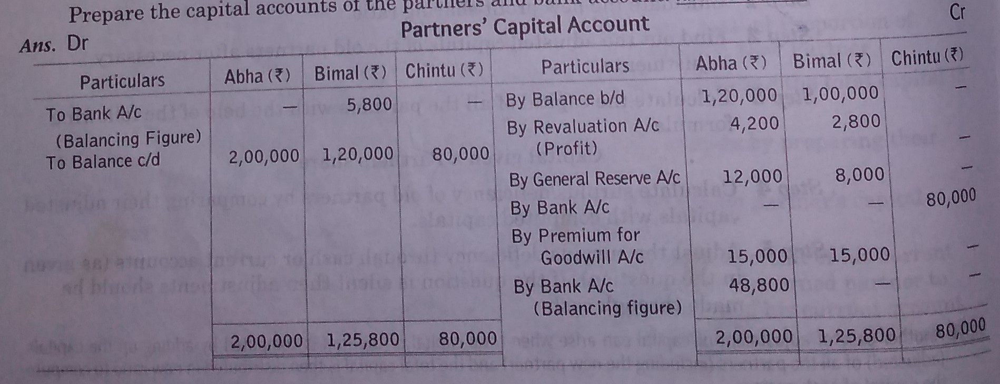 Prepare the capital accounts of the partners and bank
Partners' Capital Account
Ans. Dr Cr
Particulars Abha (₹) Bimal (₹) Chintu (₹) Particulars Abha (₹) Bimal (₹) Chintu (₹)
To Bank A/c — 5,800 — By Balance b/d 1,20,000 1,00,000 —
(Balancing Figure) By Revaluation A/c 4,200 2,800
To Balance c/d 2,00,000 1,20,000 80,000 (Profit) —
By General Reserve A/c 12,000 8,000 —
By Bank A/c — — 80,000
By Premium for
Goodwill A/c 15,000 15,000 —
By Bank A/c 48,800 — —
(Balancing figure)
2,00,000 1,25,800 80,000 2,00,000 1,25,800 80,000